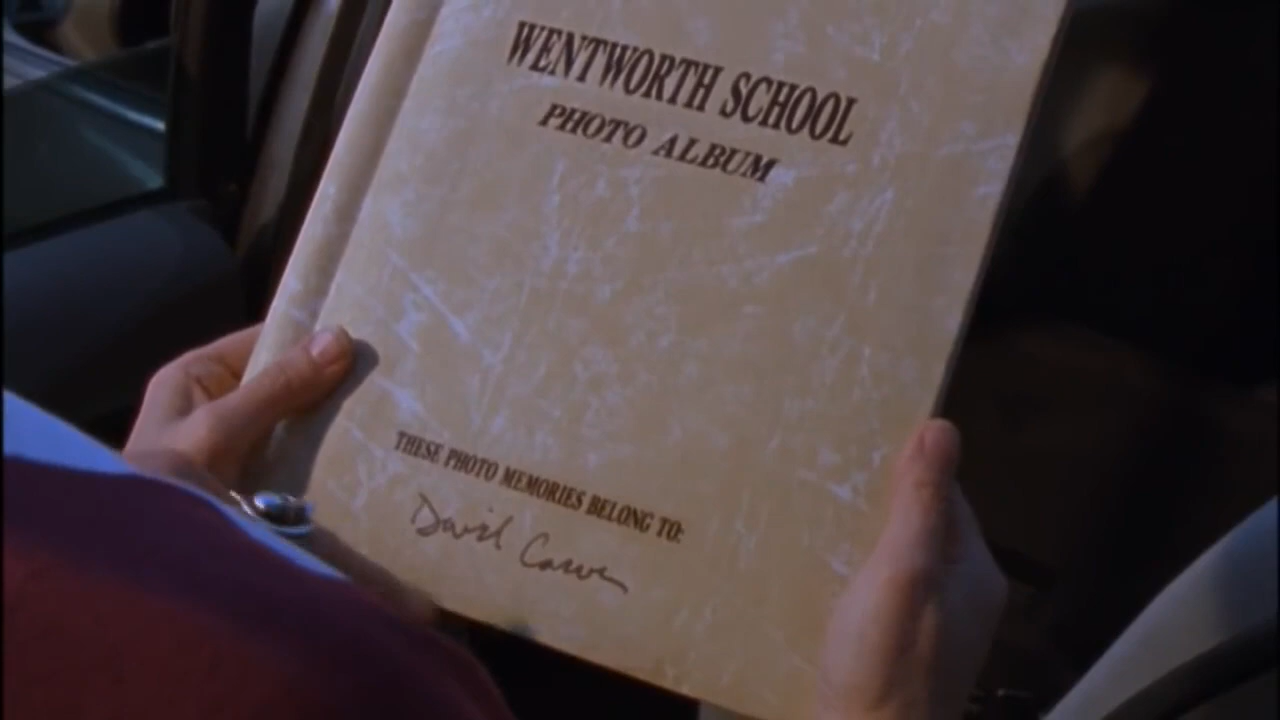 WENTWORTH SCHOOL
PHOTO ALBUM
THESE PHOTO MEMORIES BELONG TO:
David Carver